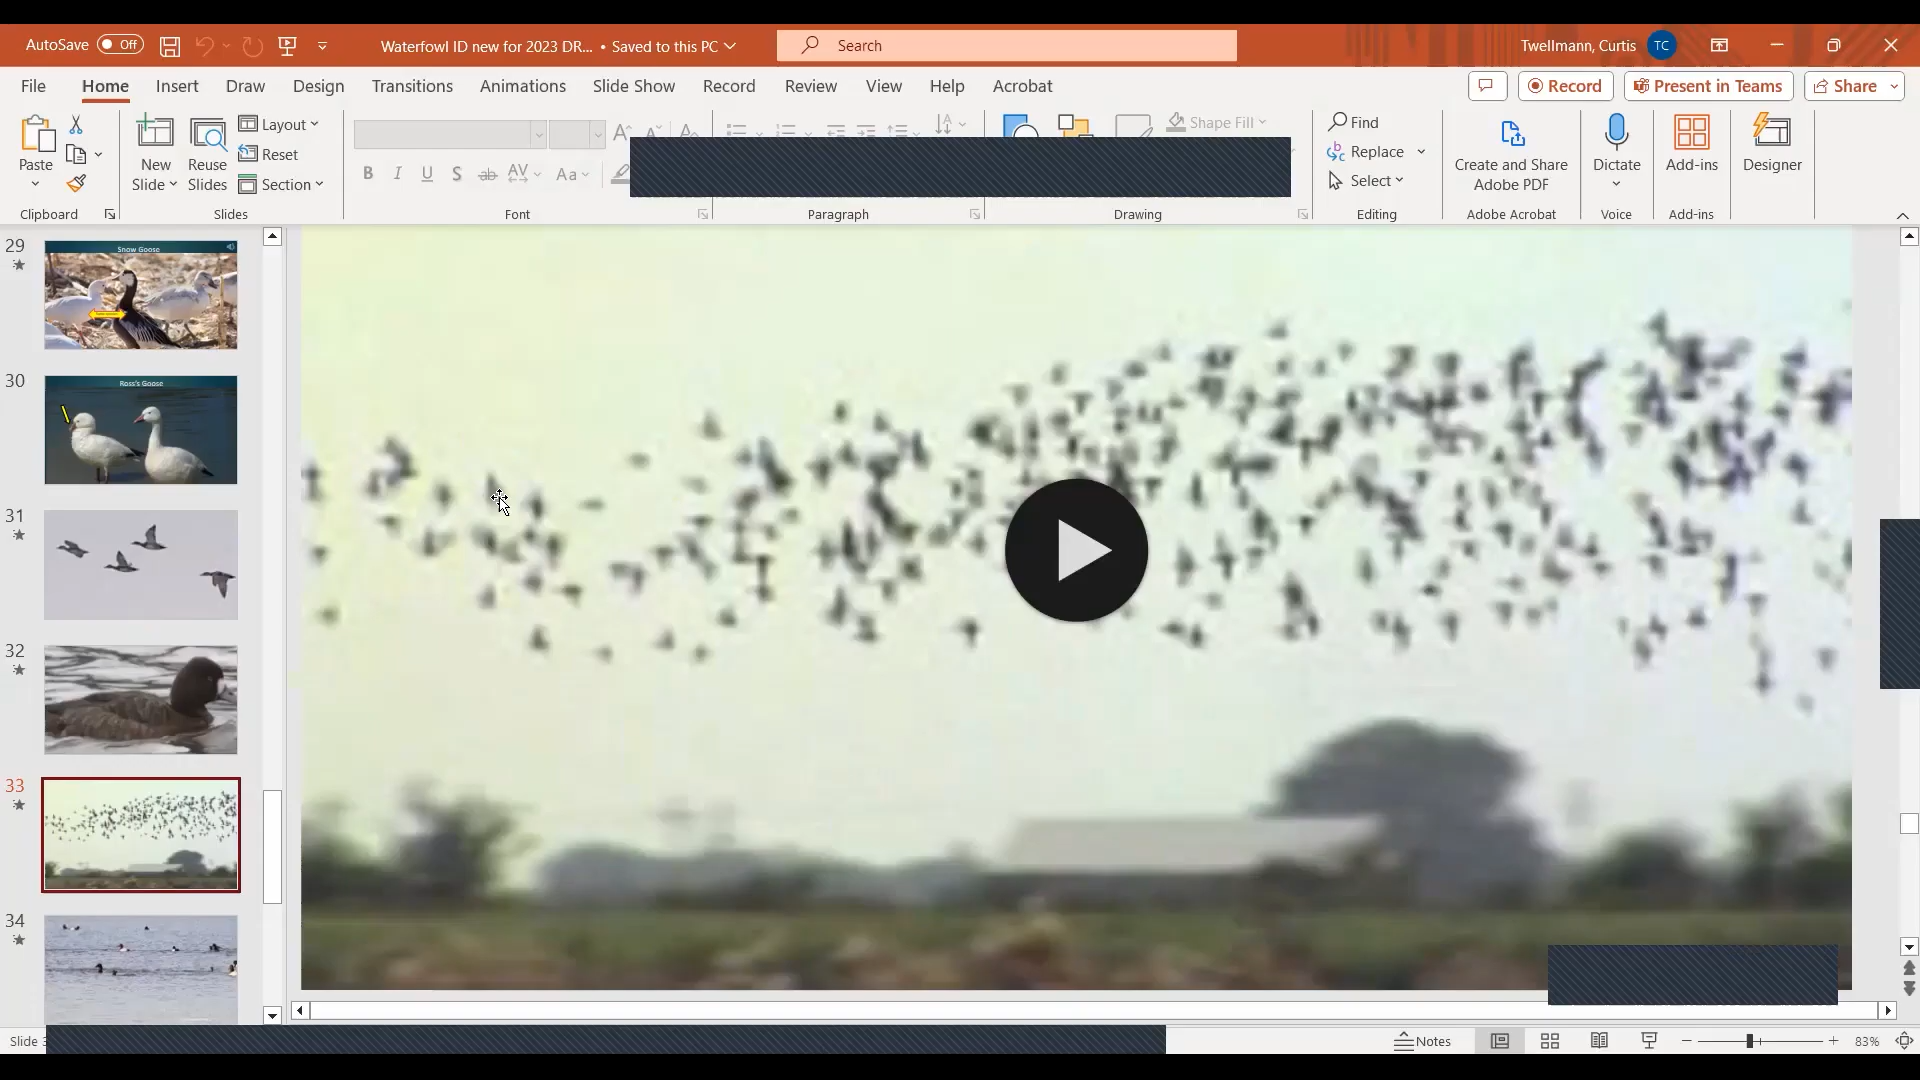 AutoSave Off Waterfowl ID new for 2023 DR... • Saved to this PC Search Twellmann, Curtis TC
File Home Insert Draw Design Transitions Animations Slide Show Record Review View Help Acrobat Record Present in Teams Share
Paste
New Slide
Reuse Slides
Layout
Reset
Section
B I U S ab AV Aa
Shape Fill
Find
Replace
Select
Create and Share Adobe PDF
Dictate
Add-ins
Designer
Clipboard Slides Font Paragraph Drawing Editing Adobe Acrobat Voice Add-ins
29
Snow Goose
30
Ross's Goose
31
32
33
34
Slide
Notes 83%